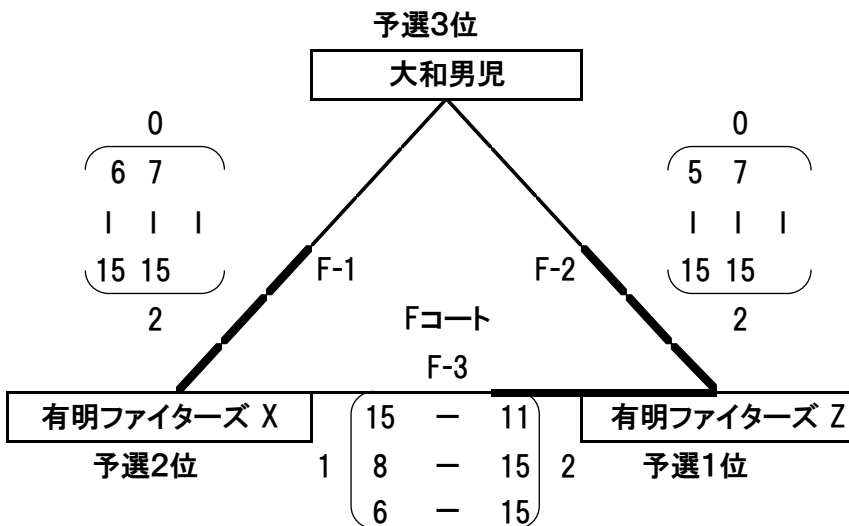 予選3位
大和男児
0 0
6 7 5 7
| | | | | |
15 15 F-1 F-2 15 15
2 Fコート 2
F-3
有明ファイターズ X 15 － 11 有明ファイターズ Z
予選2位 1 8 － 15 2 予選1位
6 － 15